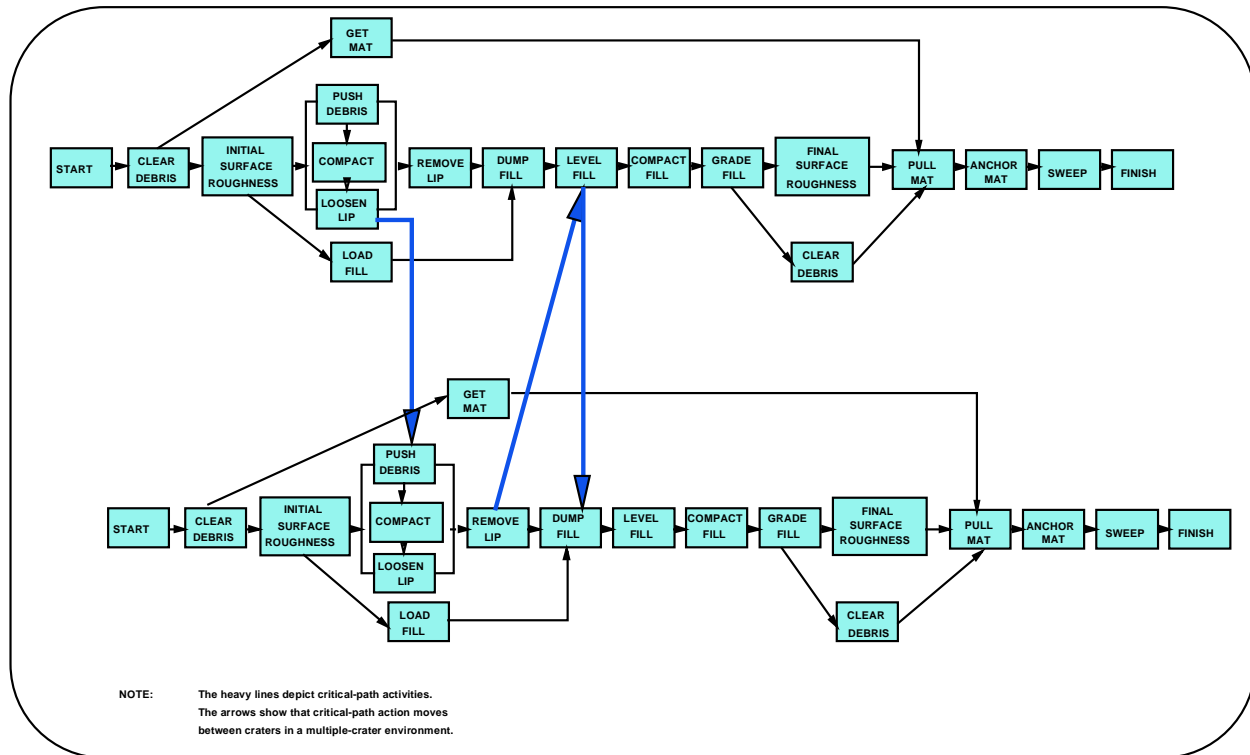 GET
MAT
PUSH
DEBRIS
START
CLEAR
DEBRIS
INITIAL
SURFACE
ROUGHNESS
COMPACT
LOOSEN
LIP
LOAD
FILL
REMOVE
LIP
DUMP
FILL
LEVEL
FILL
COMPACT
FILL
GRADE
FILL
FINAL
SURFACE
ROUGHNESS
CLEAR
DEBRIS
PULL
MAT
ANCHOR
MAT
SWEEP
FINISH
GET
MAT
PUSH
DEBRIS
START
CLEAR
DEBRIS
INITIAL
SURFACE
ROUGHNESS
COMPACT
LOOSEN
LIP
LOAD
FILL
REMOVE
LIP
DUMP
FILL
LEVEL
FILL
COMPACT
FILL
GRADE
FILL
FINAL
SURFACE
ROUGHNESS
CLEAR
DEBRIS
PULL
MAT
ANCHOR
MAT
SWEEP
FINISH
NOTE: The heavy lines depict critical-path activities.
The arrows show that critical-path action moves
between craters in a multiple-crater environment.